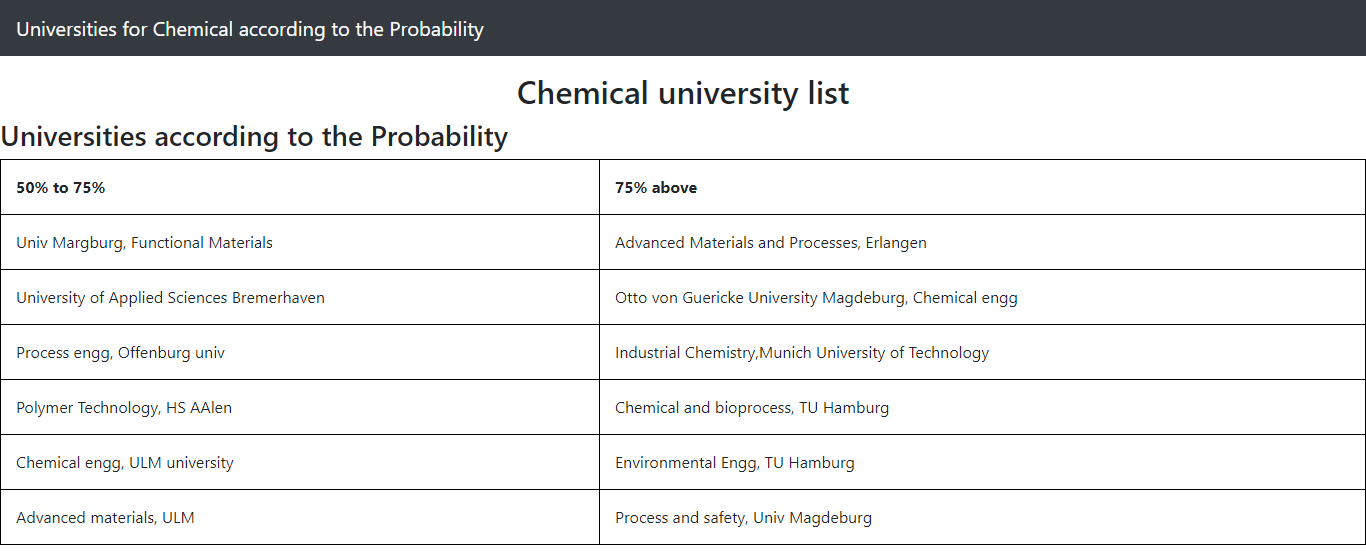 Universities for Chemical according to the Probability
Chemical university list
Universities according to the Probability
50% to 75% 75% above
Univ Margburg, Functional Materials Advanced Materials and Processes, Erlangen
University of Applied Sciences Bremerhaven Otto von Guericke University Magdeburg, Chemical engg
Process engg, Offenburg univ Industrial Chemistry,Munich University of Technology
Polymer Technology, HS AAlen Chemical and bioprocess, TU Hamburg
Chemical engg, ULM university Environmental Engg, TU Hamburg
Advanced materials, ULM Process and safety, Univ Magdeburg